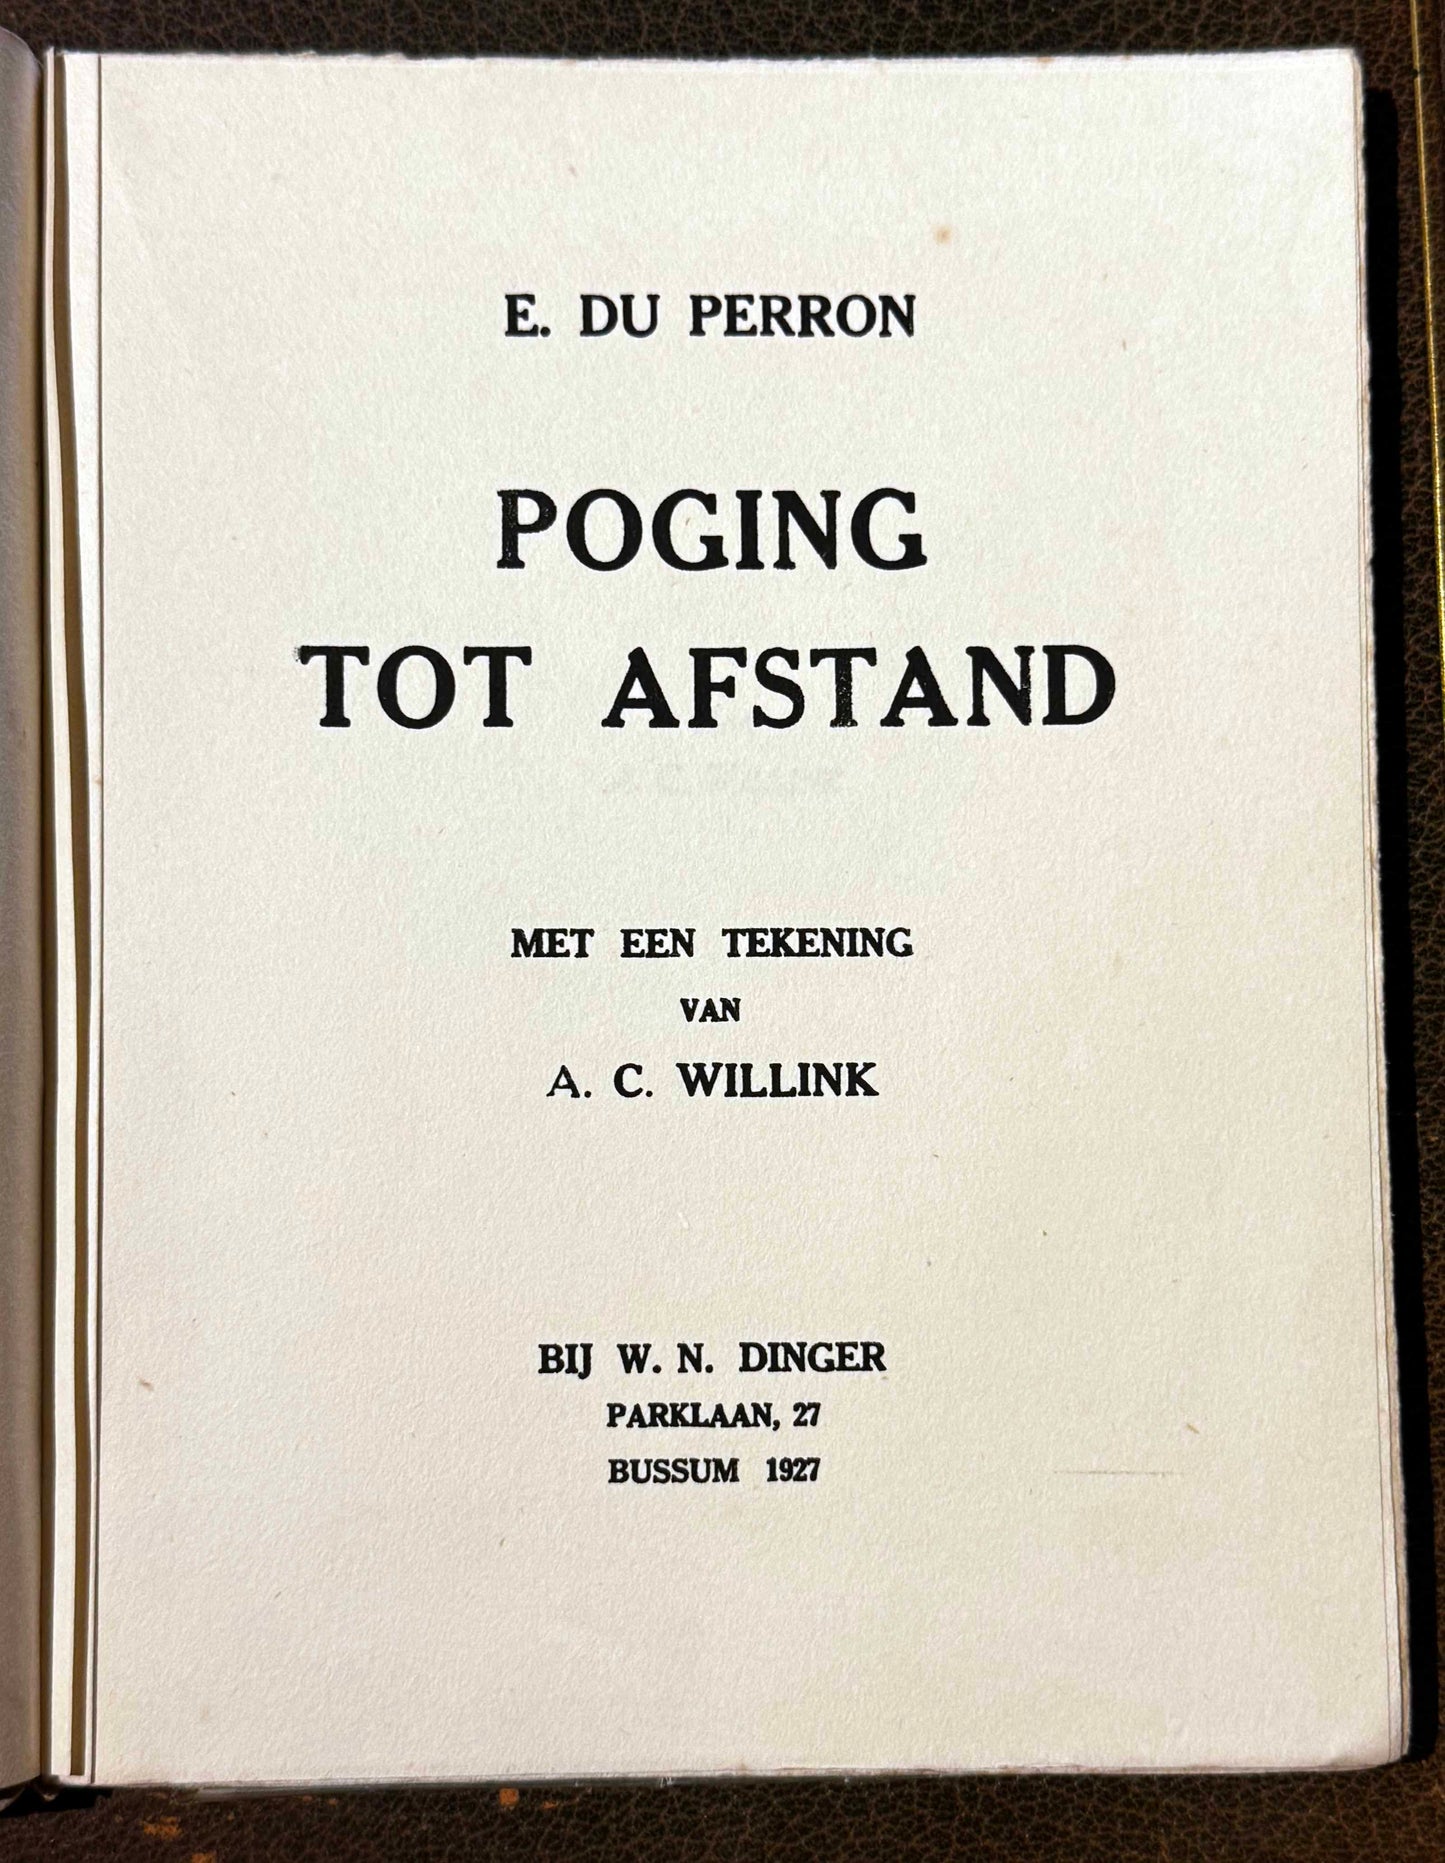 E. DU PERRON
POGING
TOT AFSTAND
MET EEN TEKENING
VAN
A. C. WILLINK
BIJ W. N. DINGER
PARKLAAN, 27
BUSSUM 1927